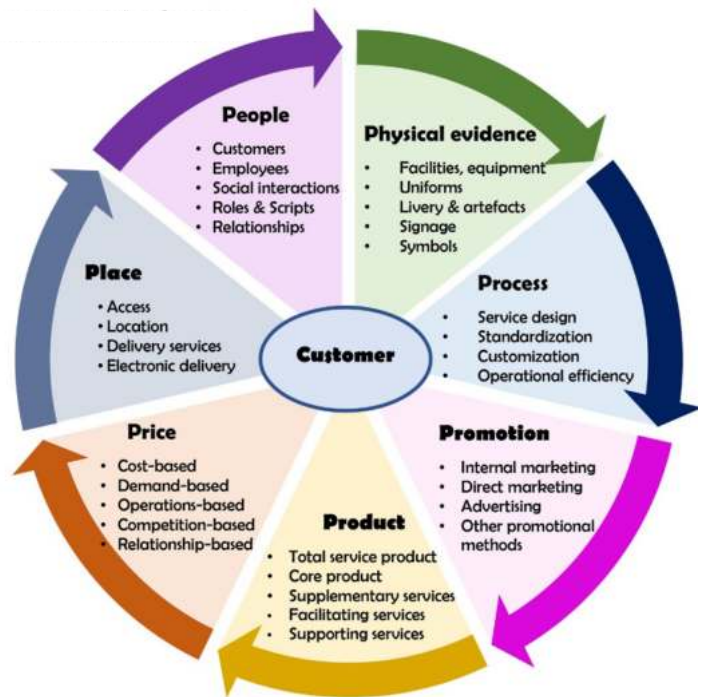 People
• Customers
• Employees
• Social interactions
• Roles & Scripts
• Relationships
Physical evidence
• Facilities, equipment
• Uniforms
• Livery & artefacts
• Signage
• Symbols
Process
• Service design
• Standardization
• Customization
• Operational efficiency
Promotion
• Internal marketing
• Direct marketing
• Advertising
• Other promotional
methods
Product
• Total service product
• Core product
• Supplementary services
• Facilitating services
• Supporting services
Price
• Cost-based
• Demand-based
• Operations-based
• Competition-based
• Relationship-based
Place
• Access
• Location
• Delivery services
• Electronic delivery
Customer